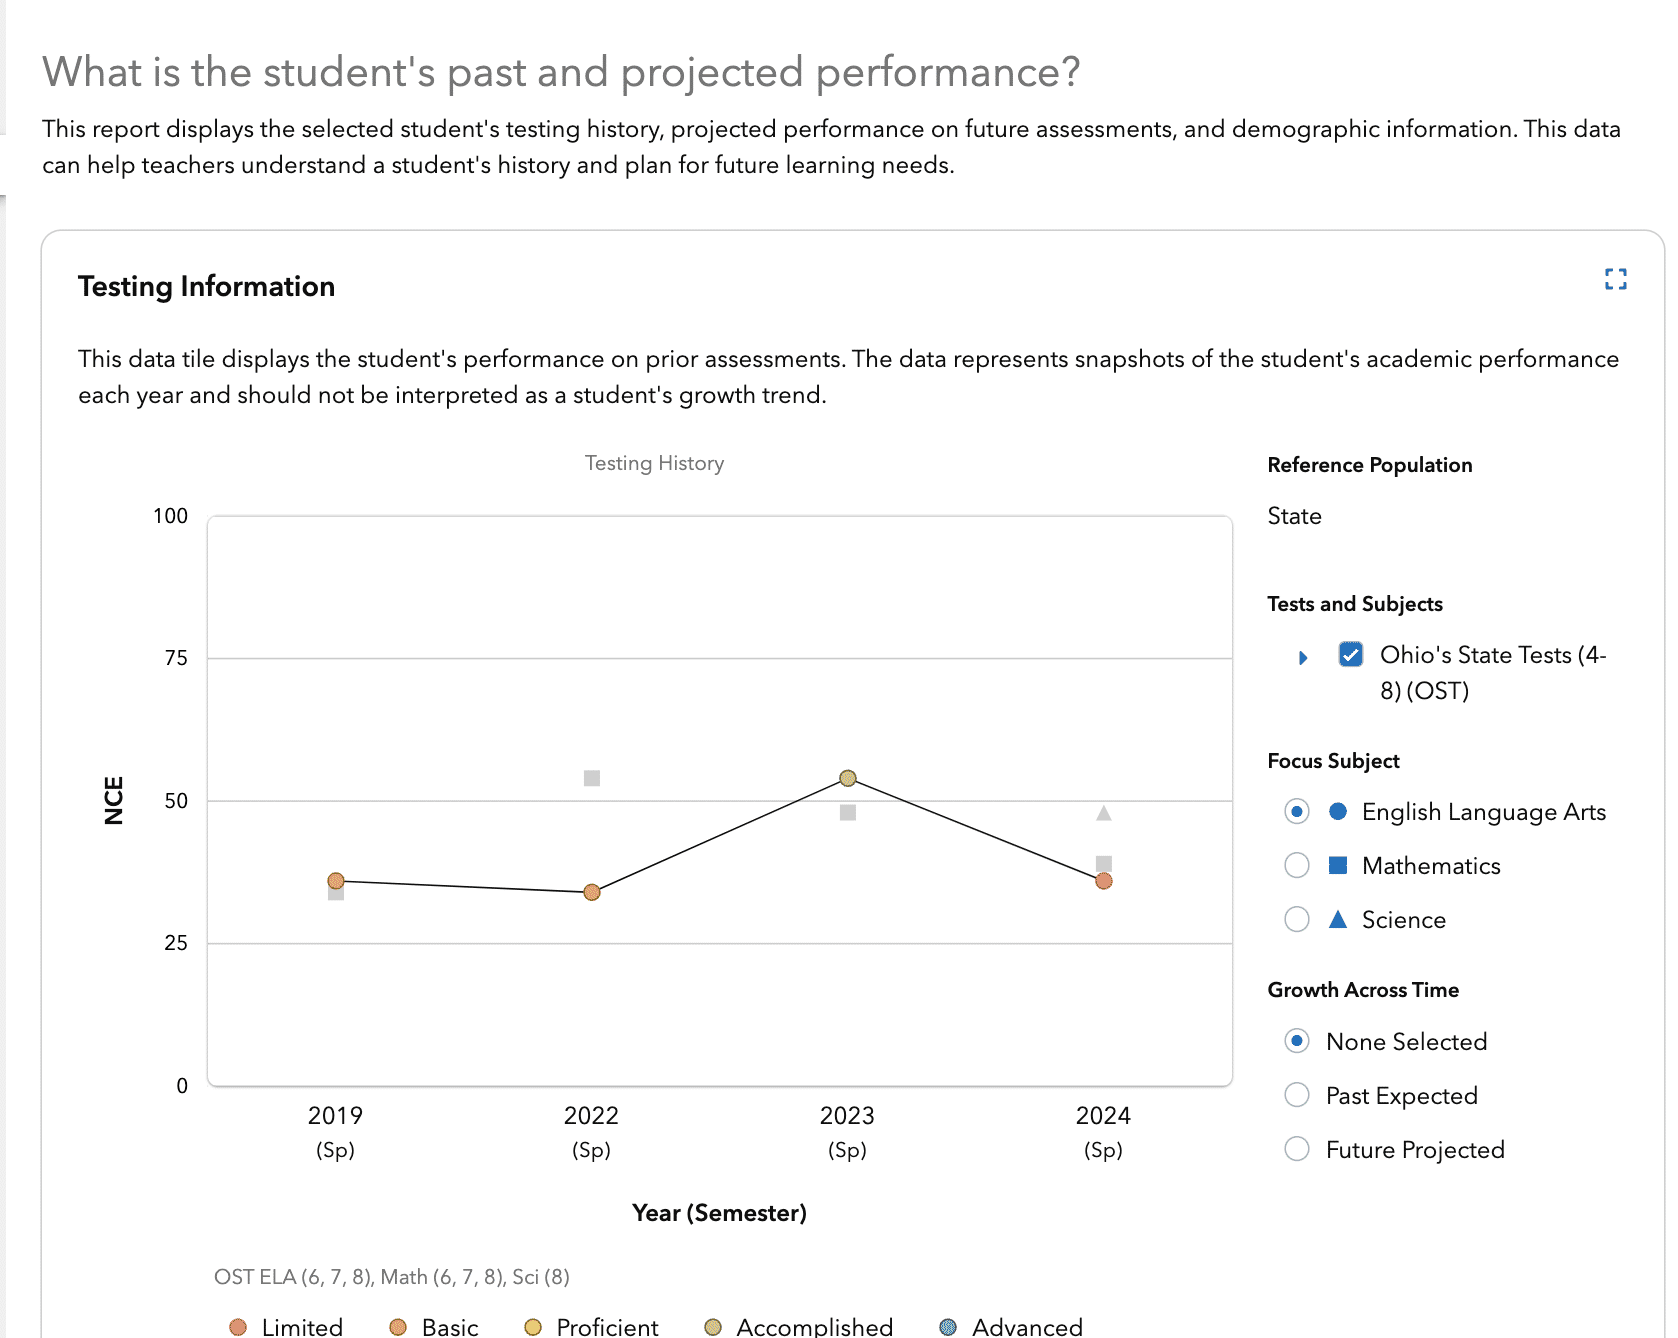 What is the student's past and projected performance?
This report displays the selected student's testing history, projected performance on future assessments, and demographic information. This data
can help teachers understand a student's history and plan for future learning needs.
Testing Information
This data tile displays the student's performance on prior assessments. The data represents snapshots of the student's academic performance
each year and should not be interpreted as a student's growth trend.
Testing History
100
75
50
25
0
NCE
2019
(Sp)
2022
(Sp)
2023
(Sp)
2024
(Sp)
Year (Semester)
OST ELA (6, 7, 8), Math (6, 7, 8), Sci (8)
Limited
Basic
Proficient
Accomplished
Advanced
Reference Population
State
Tests and Subjects
Ohio's State Tests (4-
8) (OST)
Focus Subject
English Language Arts
Mathematics
Science
Growth Across Time
None Selected
Past Expected
Future Projected